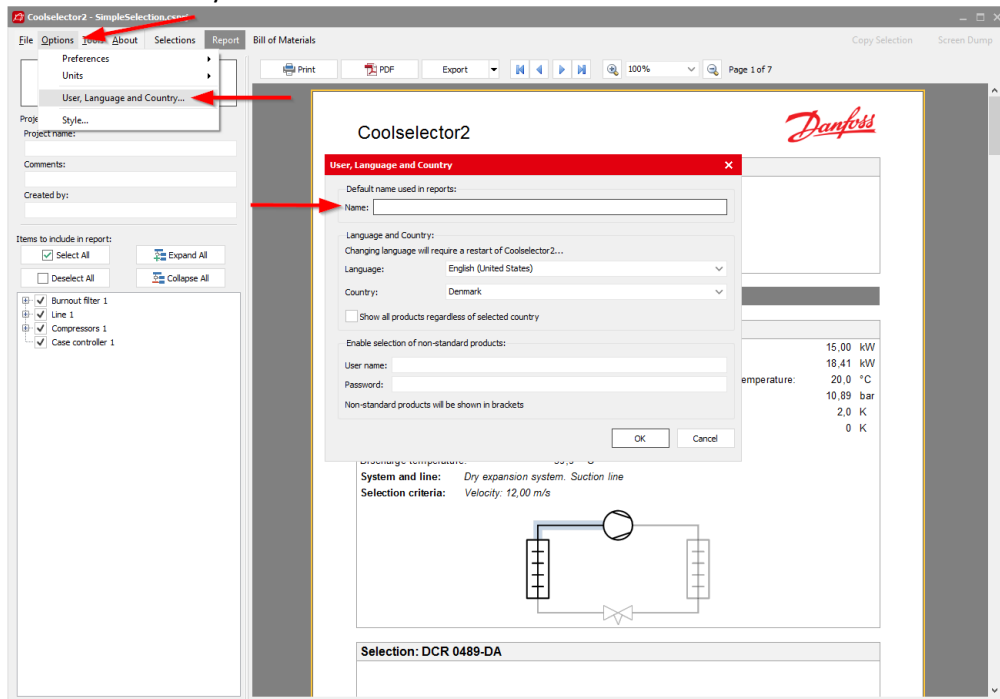 Coolselector2 - SimpleSelection.csprj
File Options Tools About Selections Report Bill of Materials Copy Selection Screen Dump
Preferences
Units
User, Language and Country...
Style...
Print PDF Export 100% Page 1 of 7
Project name:
Comments:
Created by:
Items to include in report:
Select All Expand All
Deselect All Collapse All
Burnout filter 1
Line 1
Compressors 1
Case controller 1
Coolselector2
Danfoss
User, Language and Country
Default name used in reports:
Name:
Language and Country:
Changing language will require a restart of Coolselector2...
Language: English (United States)
Country: Denmark
Show all products regardless of selected country
Enable selection of non-standard products:
User name:
Password:
Non-standard products will be shown in brackets
OK Cancel
15,00 kW
18,41 kW
emperature: 20,0 °C
10,89 bar
2,0 K
0 K
System and line: Dry expansion system. Suction line
Selection criteria: Velocity: 12,00 m/s
Selection: DCR 0489-DA